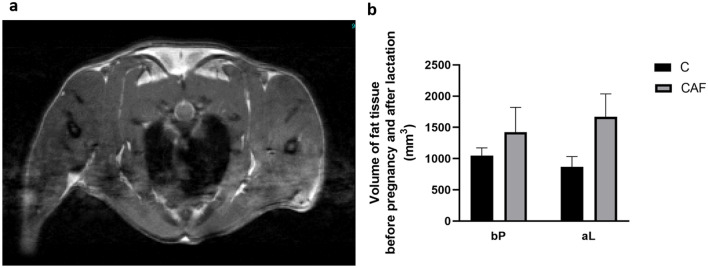 a
b
Volume of fat tissue
before pregnancy and after lactation
(mm³)
2500
2000
1500
1000
500
0
bP
aL
C
CAF